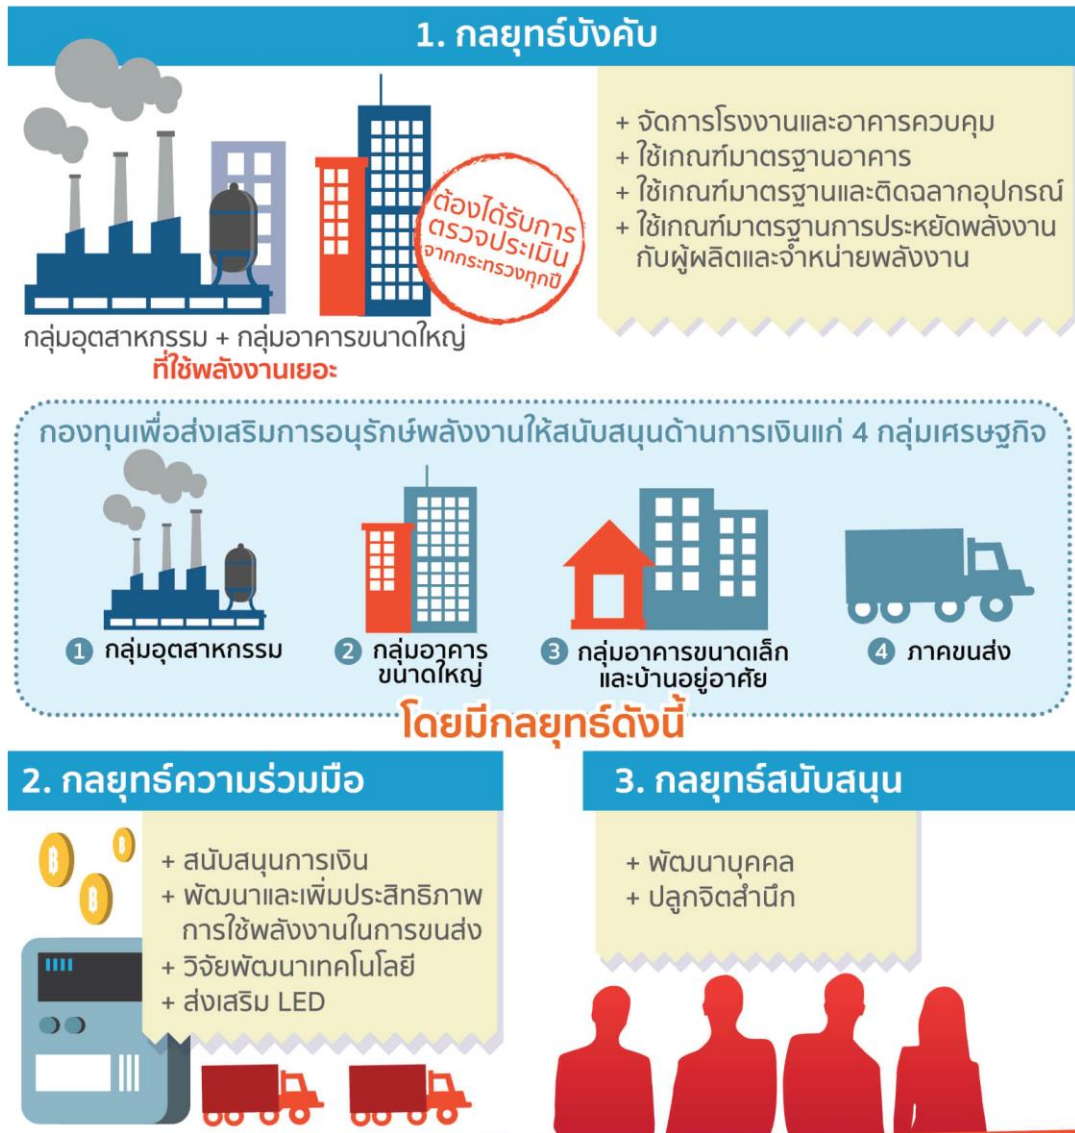 1. กลยุทธ์บังคับ
+ จัดการโรงงานและอาคารควบคุม
+ ใช้เกณฑ์มาตรฐานอาคาร
+ ใช้เกณฑ์มาตรฐานและติดฉลากอุปกรณ์
+ ใช้เกณฑ์มาตรฐานการประหยัดพลังงาน
กับผู้ผลิตและจำหน่ายพลังงาน
ต้องได้รับการ
ตรวจประเมิน
จากกระทรวงทุกปี
กลุ่มอุตสาหกรรม + กลุ่มอาคารขนาดใหญ่
ที่ใช้พลังงานเยอะ
กองทุนเพื่อส่งเสริมการอนุรักษ์พลังงานให้สนับสนุนด้านการเงินแก่ 4 กลุ่มเศรษฐกิจ
1 กลุ่มอุตสาหกรรม
2 กลุ่มอาคาร
ขนาดใหญ่
3 กลุ่มอาคารขนาดเล็ก
และบ้านอยู่อาศัย
4 ภาคขนส่ง
โดยมีกลยุทธ์ดังนี้
2. กลยุทธ์ความร่วมมือ
฿
฿
฿
+ สนับสนุนการเงิน
+ พัฒนาและเพิ่มประสิทธิภาพ
การใช้พลังงานในการขนส่ง
+ วิจัยพัฒนาเทคโนโลยี
+ ส่งเสริม LED
3. กลยุทธ์สนับสนุน
+ พัฒนาบุคคล
+ ปลูกจิตสำนึก